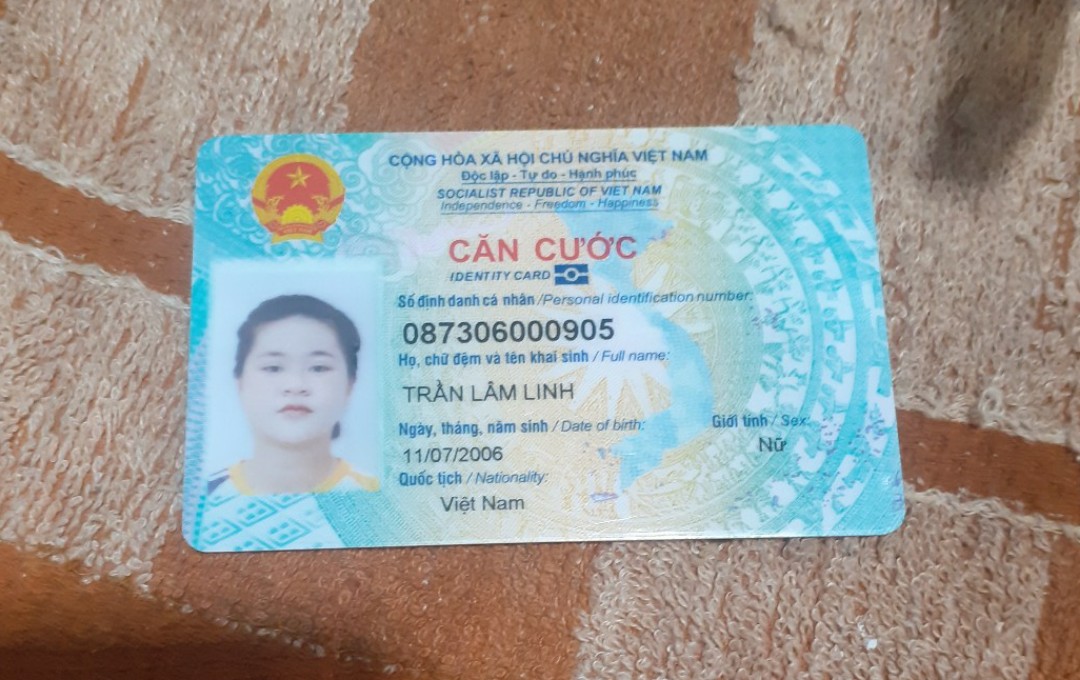 CỘNG HÒA XÃ HỘI CHỦ NGHĨA VIỆT NAM
Độc lập - Tự do - Hạnh phúc
SOCIALIST REPUBLIC OF VIET NAM
Independence - Freedom - Happiness
CĂN CƯỚC
IDENTITY CARD
Số định danh cá nhân /Personal identification number:
087306000905
Họ, chữ đệm và tên khai sinh / Full name:
TRẦN LÂM LINH
Ngày, tháng, năm sinh / Date of birth:
Giới tính / Sex:
11/07/2006
Nữ
Quốc tịch / Nationality:
Việt Nam